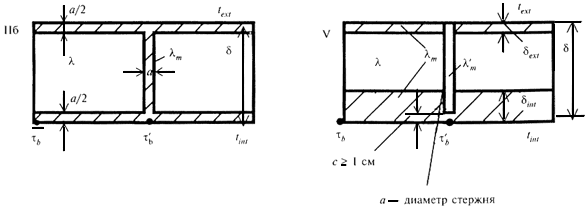 IIб
a/2
t_ext
λ
a
λ_m
δ
a/2
τ_b
τ'_b
t_int
V
t_ext
λ
λ_m
λ'_m
δ_ext
δ
δ_int
τ_b
τ'_b
t_int
c ≥ 1 см
a — диаметр стержня